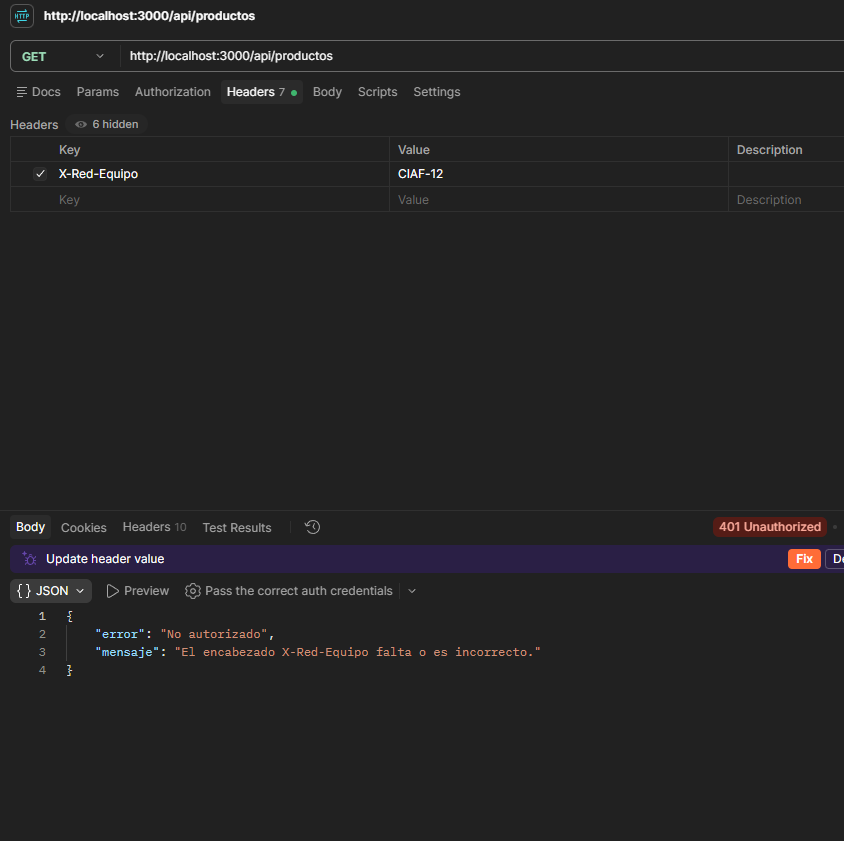 HTTP http://localhost:3000/api/productos
GET http://localhost:3000/api/productos
Docs Params Authorization Headers 7 Body Scripts Settings
Headers 6 hidden
Key Value Description
X-Red-Equipo CIAF-12
Key Value Description
Body Cookies Headers 10 Test Results 401 Unauthorized
Update header value Fix
{} JSON Preview Pass the correct auth credentials
1 {
2 "error": "No autorizado",
3 "mensaje": "El encabezado X-Red-Equipo falta o es incorrecto."
4 }